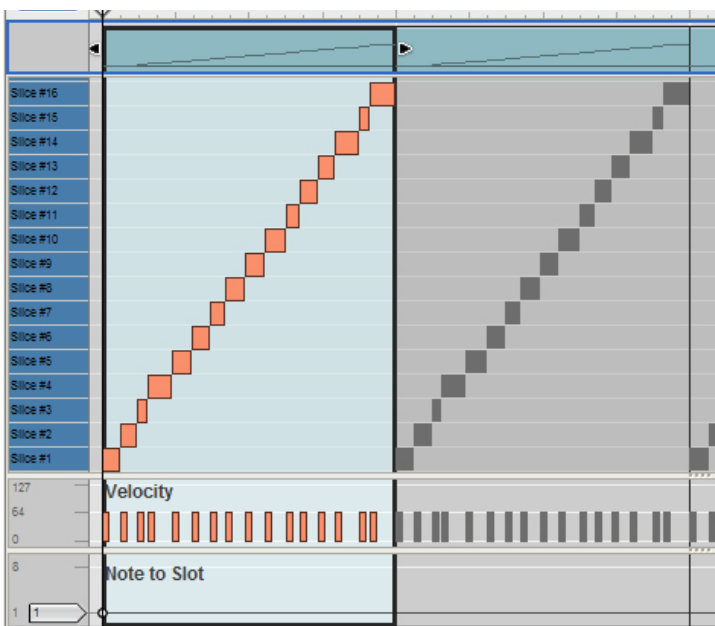 Slice #16
Slice #15
Slice #14
Slice #13
Slice #12
Slice #11
Slice #10
Slice #9
Slice #8
Slice #7
Slice #6
Slice #5
Slice #4
Slice #3
Slice #2
Slice #1
127
Velocity
64
0
8
Note to Slot
1 1